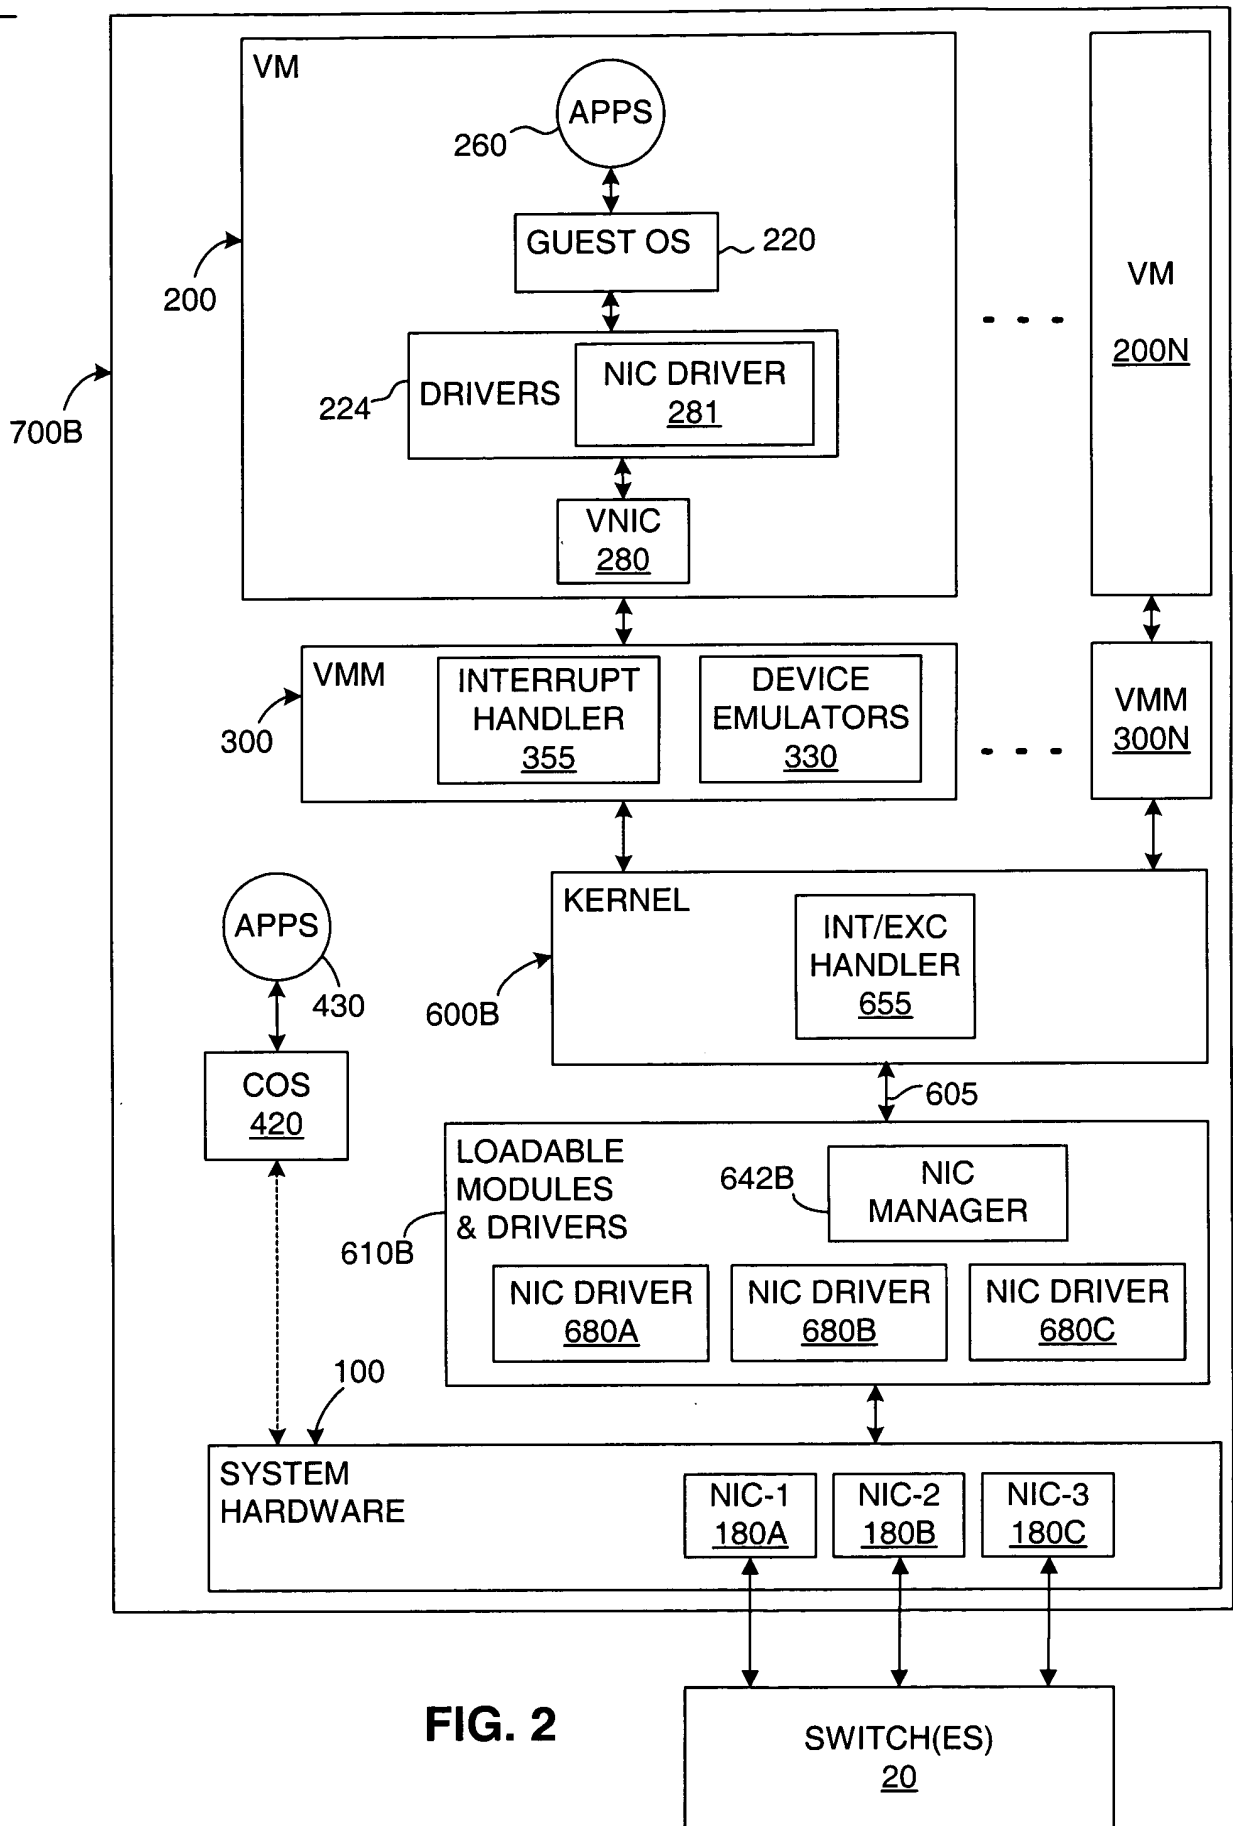 VM
APPS
260
GUEST OS
220
200
DRIVERS
NIC DRIVER
281
224
VNIC
280
VM
200N
700B
VMM
INTERRUPT
HANDLER
355
DEVICE
EMULATORS
330
300
VMM
300N
KERNEL
INT/EXC
HANDLER
655
600B
APPS
430
COS
420
605
LOADABLE
MODULES
& DRIVERS
642B
NIC
MANAGER
610B
NIC DRIVER
680A
NIC DRIVER
680B
NIC DRIVER
680C
100
SYSTEM
HARDWARE
NIC-1
180A
NIC-2
180B
NIC-3
180C
FIG. 2
SWITCH(ES)
20